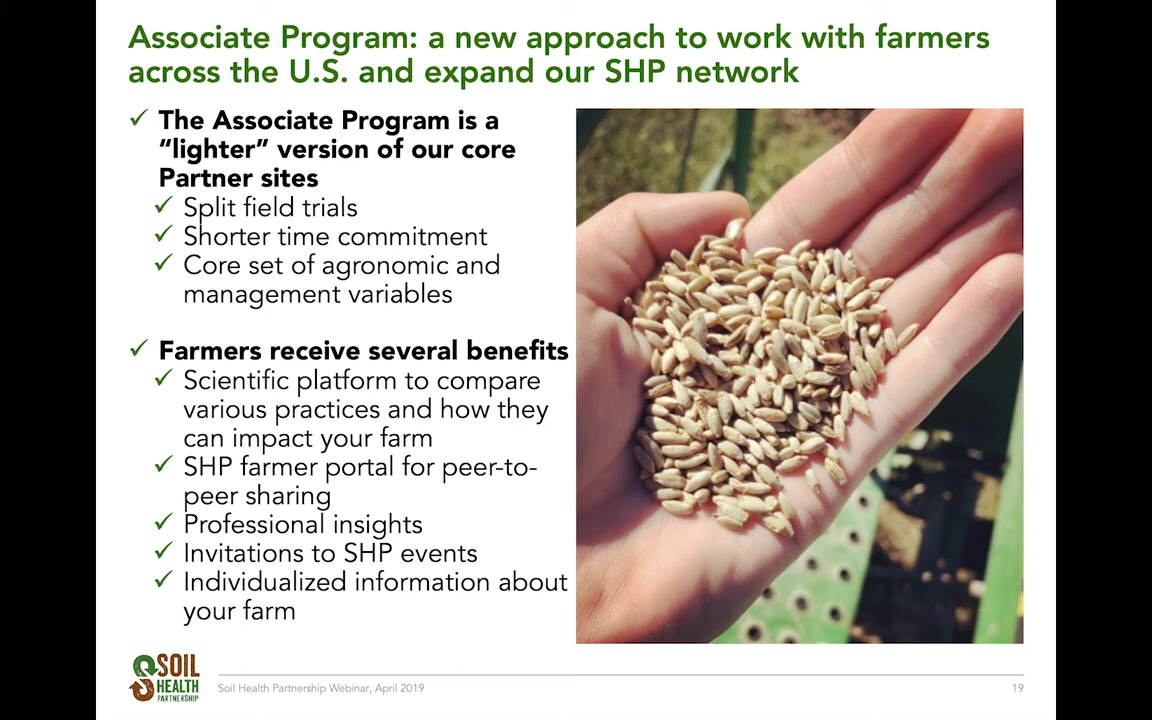 Associate Program: a new approach to work with farmers
across the U.S. and expand our SHP network
✓ The Associate Program is a
“lighter” version of our core
Partner sites
✓ Split field trials
✓ Shorter time commitment
✓ Core set of agronomic and
management variables
✓ Farmers receive several benefits
✓ Scientific platform to compare
various practices and how they
can impact your farm
✓ SHP farmer portal for peer-to-
peer sharing
✓ Professional insights
✓ Invitations to SHP events
✓ Individualized information about
your farm
SOIL
HEALTH
PARTNERSHIP
Soil Health Partnership Webinar, April 2019
19